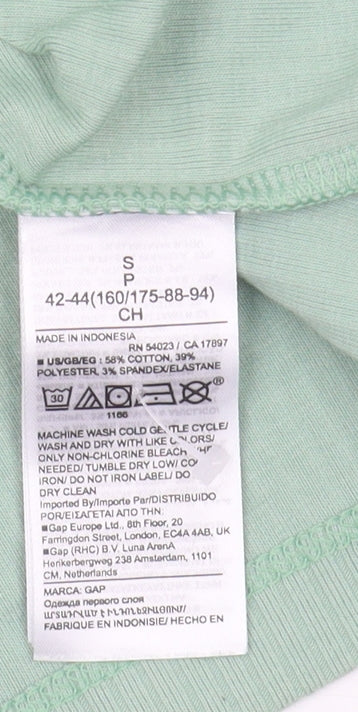 S
P
42-44(160/175-88-94)
CH
MADE IN INDONESIA
RN 54023 / CA 17897
■ US/GB/EG : 58% COTTON, 39%
POLYESTER, 3% SPANDEX/ELASTANE
30 ®
1166
MACHINE WASH COLD GENTLE CYCLE/
WASH AND DRY WITH LIKE COLORS/
ONLY NON-CHLORINE BLEACH
NEEDED/ TUMBLE DRY LOW/
IRON/ DO NOT IRON LABEL/ DO
DRY CLEAN
Imported By/Importe Par/DISTRIBUIDO
POR/ΕΙΣΑΓΕΤΑΙ ΑΠΟ ΤΗΝ:
■Gap Europe Ltd., 8th Floor, 20
Farringdon Street, London, EC4A 4AB, UK
■Gap (RHC) B.V. Luna ArenA
Herikerbergweg 238 Amsterdam, 1101
CM, Netherlands
MARCA: GAP
Одежда первого слоя
FABRIQUE EN INDONESIE/ HECHO EN